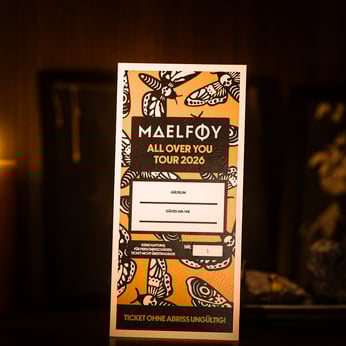 MAELFOY
ALL OVER YOU
TOUR 2026
GÜLTIG IN
GÜLTIG AM / AB
KEINE HAFTUNG
FÜR PERSONENSCHÄDEN.
TICKET NICHT ÜBERTRAGBAR!
NR.
1
TICKET OHNE ABRISS UNGÜLTIG!